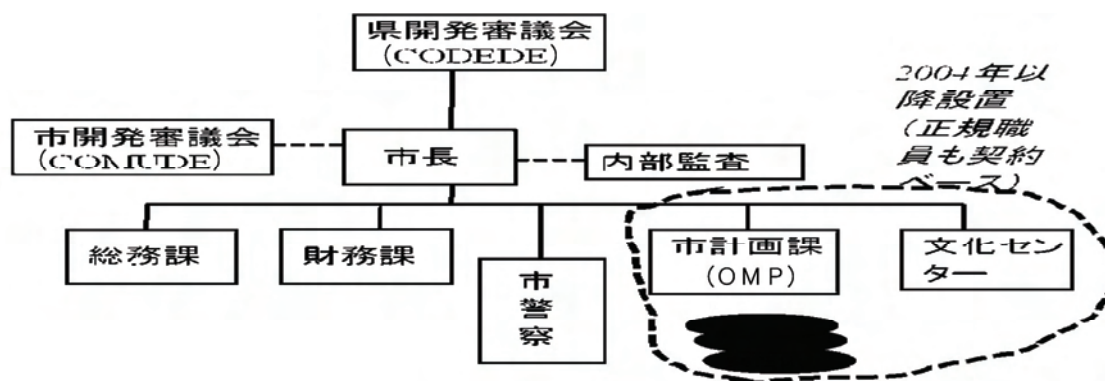 県開発審議会
(CODEDE)
2004年以
降設置
(正規職
員も契約
ベース)
市開発審議会
(COMUDE)
市長
内部監査
総務課
財務課
市
警
察
市計画課
(OMP)
文化セン
ター